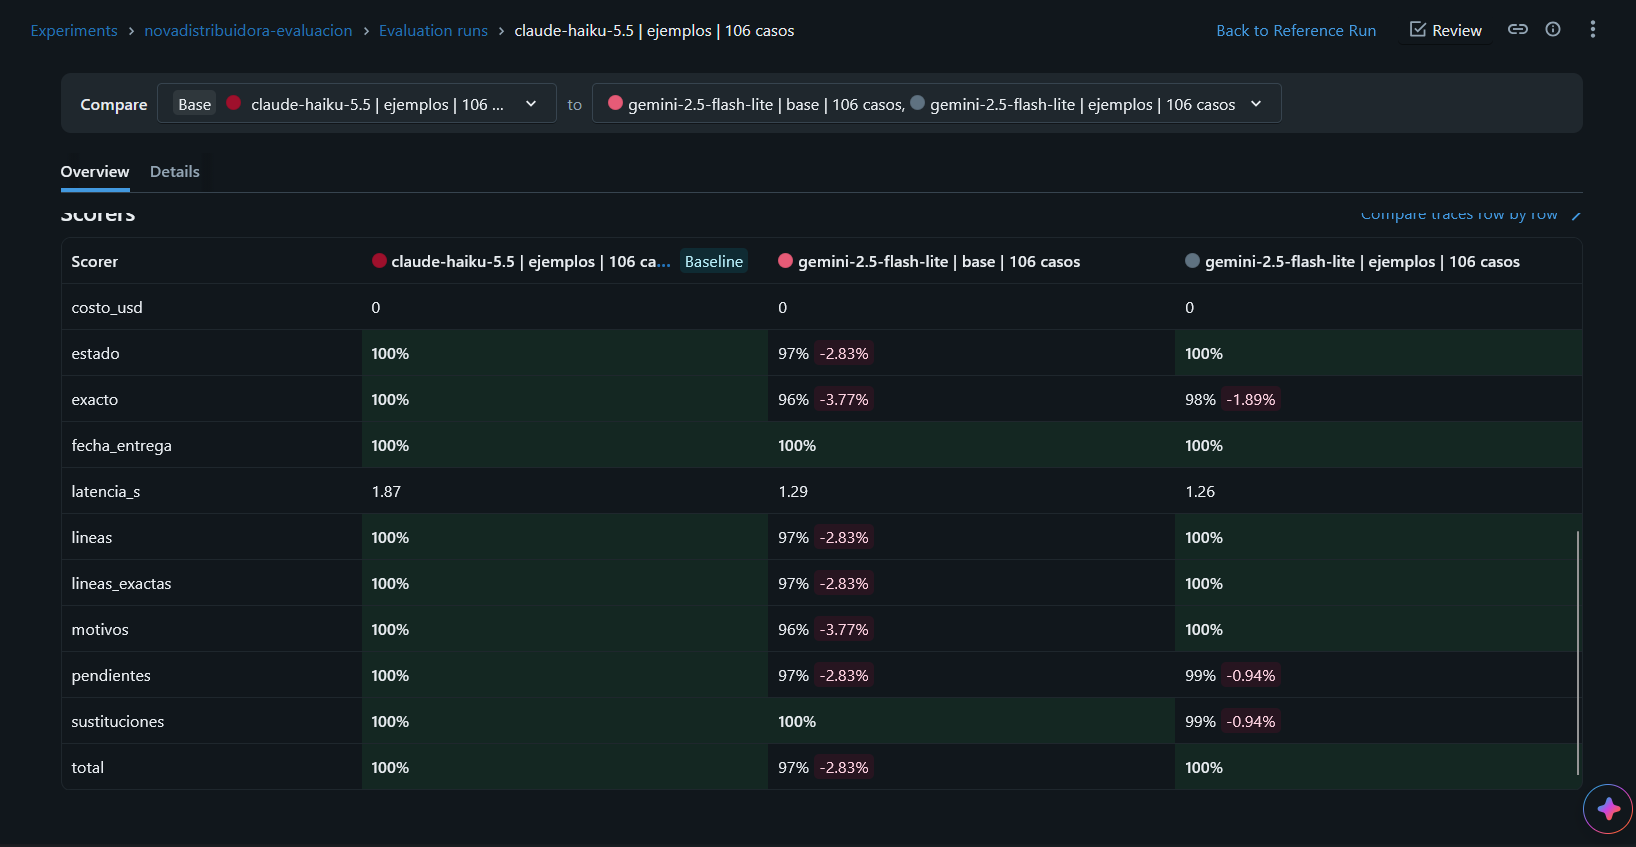 Experiments > novadistribuidora-evaluacion > Evaluation runs > claude-haiku-5.5 | ejemplos | 106 casos
Back to Reference Run Review
Compare Base claude-haiku-5.5 | ejemplos | 106 ... to gemini-2.5-flash-lite | base | 106 casos, gemini-2.5-flash-lite | ejemplos | 106 casos
Overview Details
Scorers Compare traces row by row
Scorer claude-haiku-5.5 | ejemplos | 106 ca... Baseline gemini-2.5-flash-lite | base | 106 casos gemini-2.5-flash-lite | ejemplos | 106 casos
costo_usd 0 0 0
estado 100% 97% -2.83% 100%
exacto 100% 96% -3.77% 98% -1.89%
fecha_entrega 100% 100% 100%
latencia_s 1.87 1.29 1.26
lineas 100% 97% -2.83% 100%
lineas_exactas 100% 97% -2.83% 100%
motivos 100% 96% -3.77% 100%
pendientes 100% 97% -2.83% 99% -0.94%
sustituciones 100% 100% 99% -0.94%
total 100% 97% -2.83% 100%